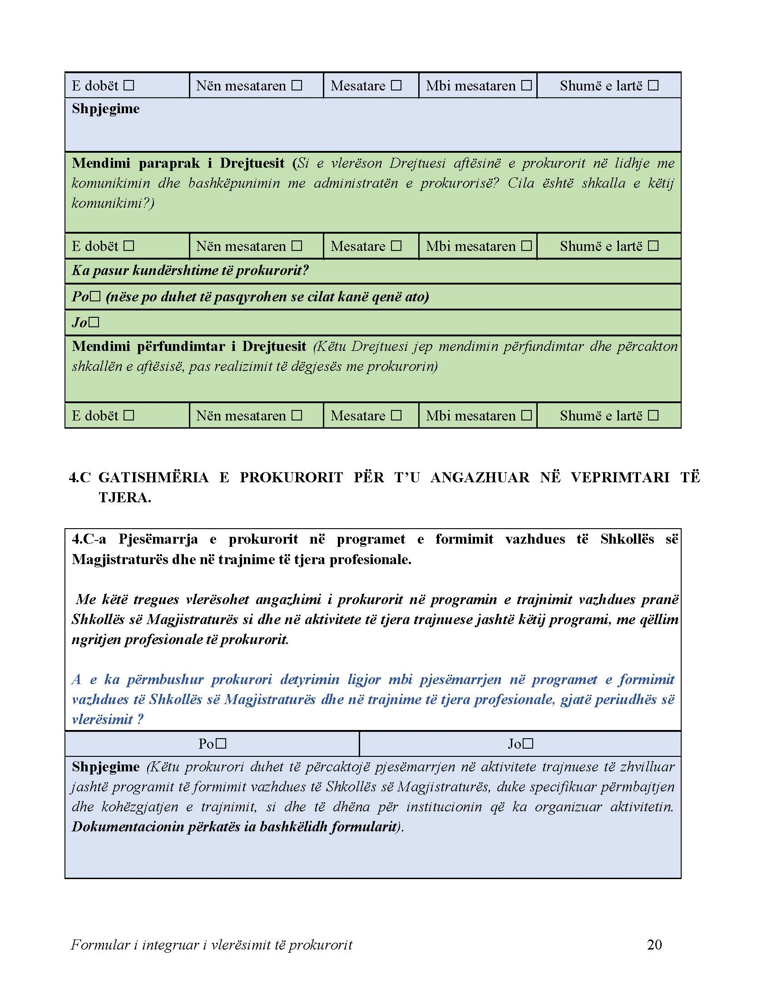 E dobët ☐ Nën mesataren ☐ Mesatare ☐ Mbi mesataren ☐ Shumë e lartë ☐
Shpjegime
Mendimi paraprak i Drejtuesit (Si e vlerëson Drejtuesi aftësinë e prokurorit në lidhje me
komunikimin dhe bashkëpunimin me administratën e prokurorisë? Cila është shkalla e këtij
komunikimi?)
E dobët ☐ Nën mesataren ☐ Mesatare ☐ Mbi mesataren ☐ Shumë e lartë ☐
Ka pasur kundërshtime të prokurorit?
Po☐ (nëse po duhet të pasqyrohen se cilat kanë qenë ato)
Jo☐
Mendimi përfundimtar i Drejtuesit (Këtu Drejtuesi jep mendimin përfundimtar dhe përcakton
shkallën e aftësisë, pas realizimit të dëgjesës me prokurorin)
E dobët ☐ Nën mesataren ☐ Mesatare ☐ Mbi mesataren ☐ Shumë e lartë ☐
4.C GATISHMËRIA E PROKURORIT PËR T’U ANGAZHUAR NË VEPRIMTARI TË
TJERA.
4.C-a Pjesëmarrja e prokurorit në programet e formimit vazhdues të Shkollës së
Magjistraturës dhe në trajnime të tjera profesionale.
Me këtë tregues vlerësohet angazhimi i prokurorit në programin e trajnimit vazhdues pranë
Shkollës së Magjistraturës si dhe në aktivitete të tjera trajnuese jashtë këtij programi, me qëllim
ngritjen profesionale të prokurorit.
A e ka përmbushur prokurori detyrimin ligjor mbi pjesëmarrjen në programet e formimit
vazhdues të Shkollës së Magjistraturës dhe në trajnime të tjera profesionale, gjatë periudhës së
vlerësimit ?
Po☐ Jo☐
Shpjegime (Këtu prokurori duhet të përcaktojë pjesëmarrjen në aktivitete trajnuese të zhvilluar
jashtë programit të formimit vazhdues të Shkollës së Magjistraturës, duke specifikuar përmbajtjen
dhe kohëzgjatjen e trajnimit, si dhe të dhëna për institucionin që ka organizuar aktivitetin.
Dokumentacionin përkatës ia bashkëlidh formularit).
Formular i integruar i vlerësimit të prokurorit 20